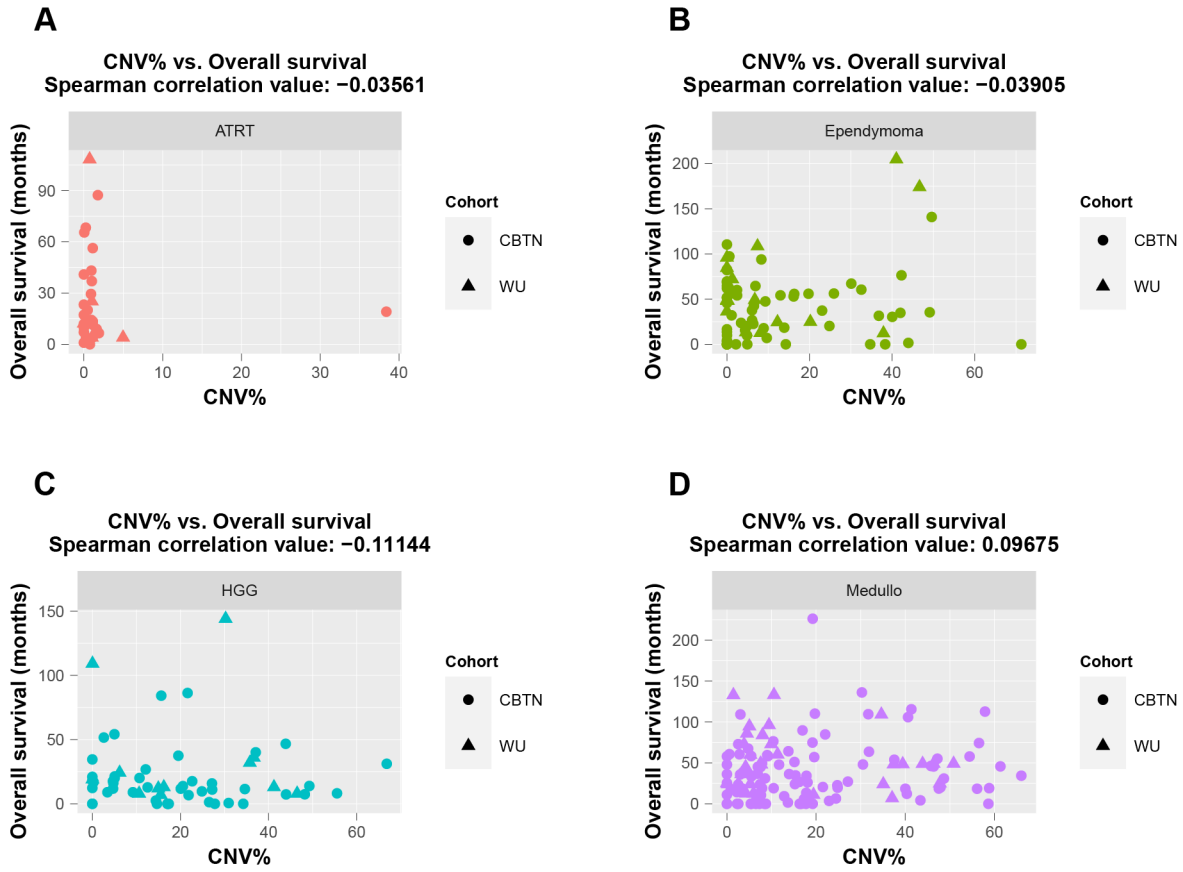 A
CNV% vs. Overall survival
Spearman correlation value: −0.03561
ATRT
Overall survival (months)
90
60
30
0
0 10 20 30 40
CNV%
Cohort
CBTN
WU
B
CNV% vs. Overall survival
Spearman correlation value: −0.03905
Ependymoma
Overall survival (months)
200
150
100
50
0
0 20 40 60
CNV%
Cohort
CBTN
WU
C
CNV% vs. Overall survival
Spearman correlation value: −0.11144
HGG
Overall survival (months)
150
100
50
0
0 20 40 60
CNV%
Cohort
CBTN
WU
D
CNV% vs. Overall survival
Spearman correlation value: 0.09675
Medullo
Overall survival (months)
200
150
100
50
0
0 20 40 60
CNV%
Cohort
CBTN
WU